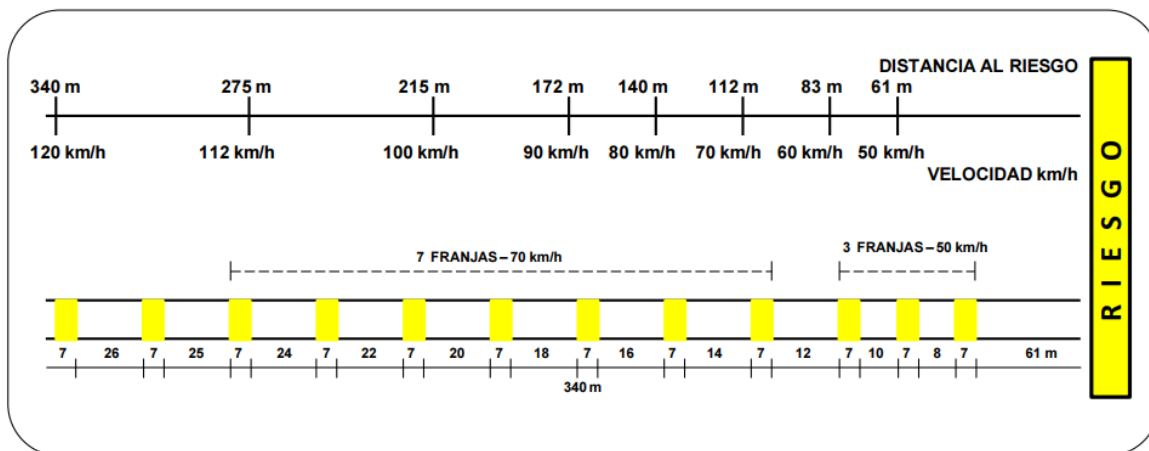 DISTANCIA AL RIESGO
340 m 275 m 215 m 172 m 140 m 112 m 83 m 61 m
120 km/h 112 km/h 100 km/h 90 km/h 80 km/h 70 km/h 60 km/h 50 km/h
VELOCIDAD km/h
RIESGO
7 FRANJAS – 70 km/h 3 FRANJAS – 50 km/h
7 26 7 25 7 24 7 22 7 20 7 18 7 16 7 14 7 12 7 10 7 8 7 61 m
340 m